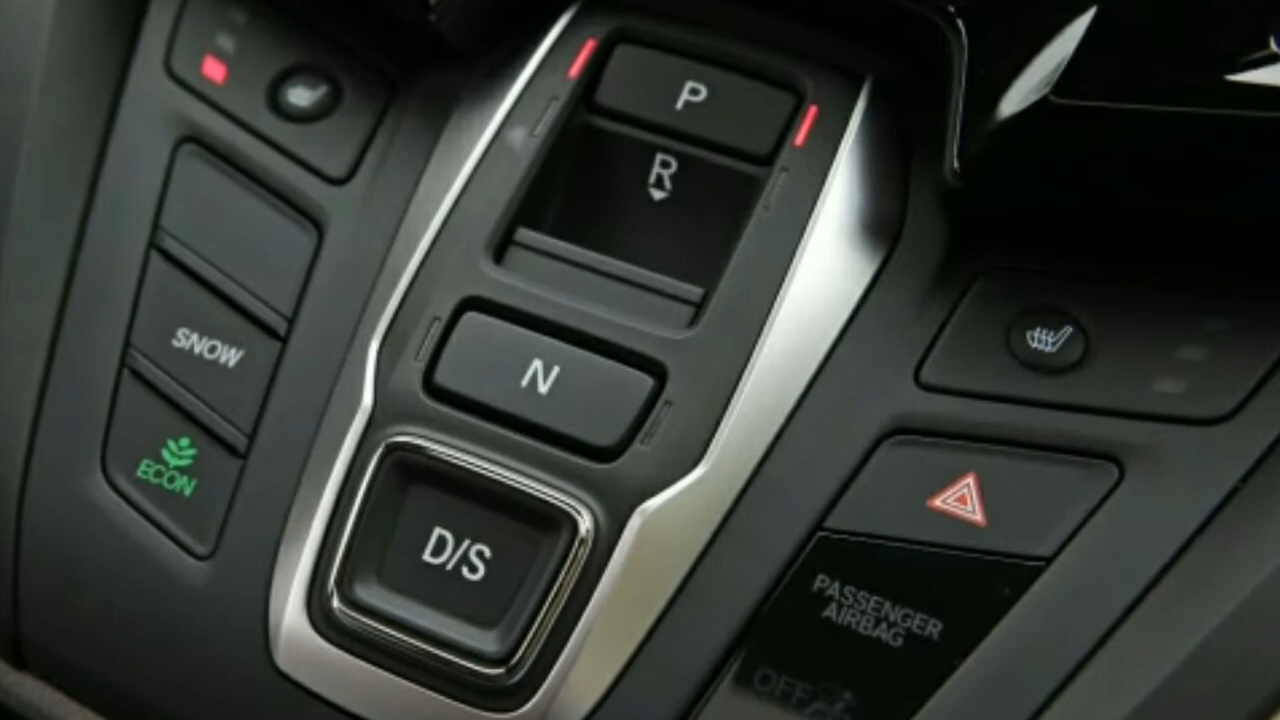 P
R
SNOW
N
ECON
D/S
PASSENGER
AIRBAG
OFF